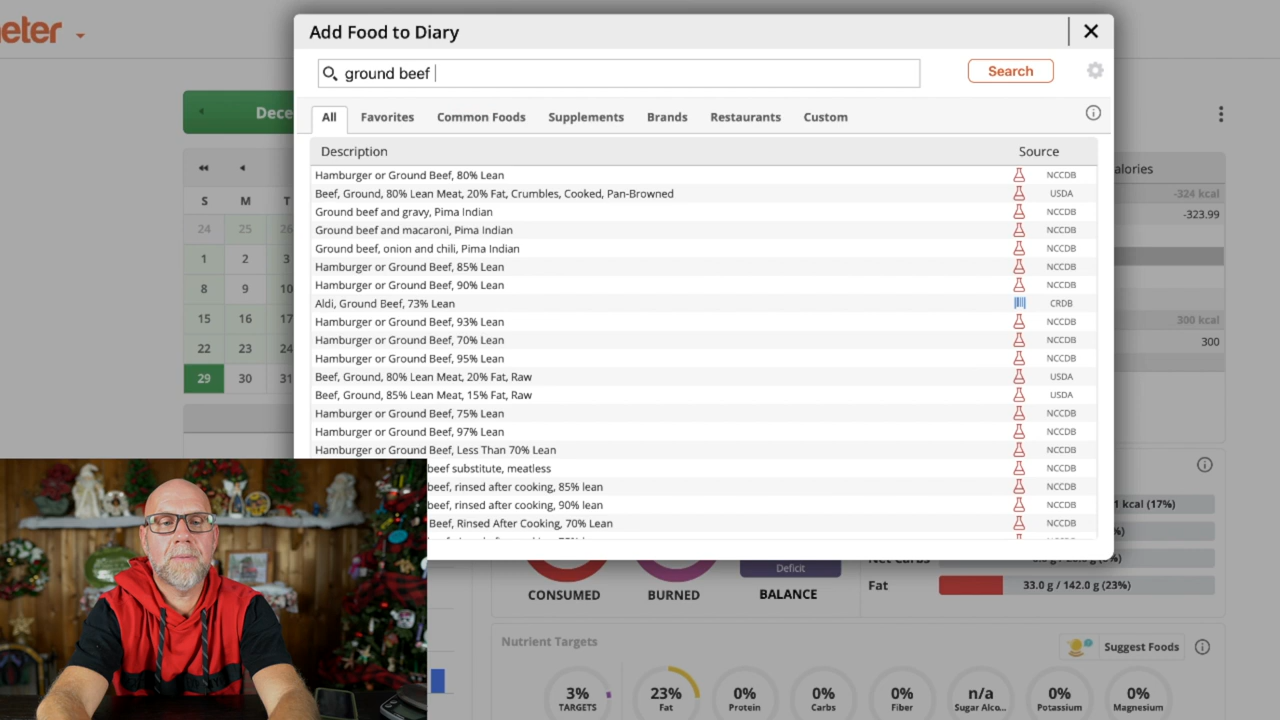 eter
Add Food to Diary
ground beef
Search
Dece
All Favorites Common Foods Supplements Brands Restaurants Custom
Description Source
alories
Hamburger or Ground Beef, 80% Lean NCCDB
Beef, Ground, 80% Lean Meat, 20% Fat, Crumbles, Cooked, Pan-Browned USDA
-324 kcal
S M T
Ground beef and gravy, Pima Indian NCCDB
-323.99
24 25 26
Ground beef and macaroni, Pima Indian NCCDB
Ground beef, onion and chili, Pima Indian NCCDB
1 2 3
Hamburger or Ground Beef, 85% Lean NCCDB
Hamburger or Ground Beef, 90% Lean NCCDB
8 9 10
Aldi, Ground Beef, 73% Lean CRDB
15 16 17
Hamburger or Ground Beef, 93% Lean NCCDB
300 kcal
Hamburger or Ground Beef, 70% Lean NCCDB
300
22 23 24
Hamburger or Ground Beef, 95% Lean NCCDB
29 30 31
Beef, Ground, 80% Lean Meat, 20% Fat, Raw USDA
Beef, Ground, 85% Lean Meat, 15% Fat, Raw USDA
Hamburger or Ground Beef, 75% Lean NCCDB
Hamburger or Ground Beef, 97% Lean NCCDB
Hamburger or Ground Beef, Less Than 70% Lean NCCDB
beef substitute, meatless NCCDB
beef, rinsed after cooking, 85% lean NCCDB
beef, rinsed after cooking, 90% lean NCCDB
1 kcal (17%)
Beef, Rinsed After Cooking, 70% Lean NCCDB
Deficit
CONSUMED BURNED BALANCE
Fat 33.0 g / 142.0 g (23%)
Nutrient Targets
Suggest Foods
3% 23% 0% 0% 0% n/a 0% 0%
TARGETS Fat Protein Carbs Fiber Sugar Alco... Potassium Magnesium